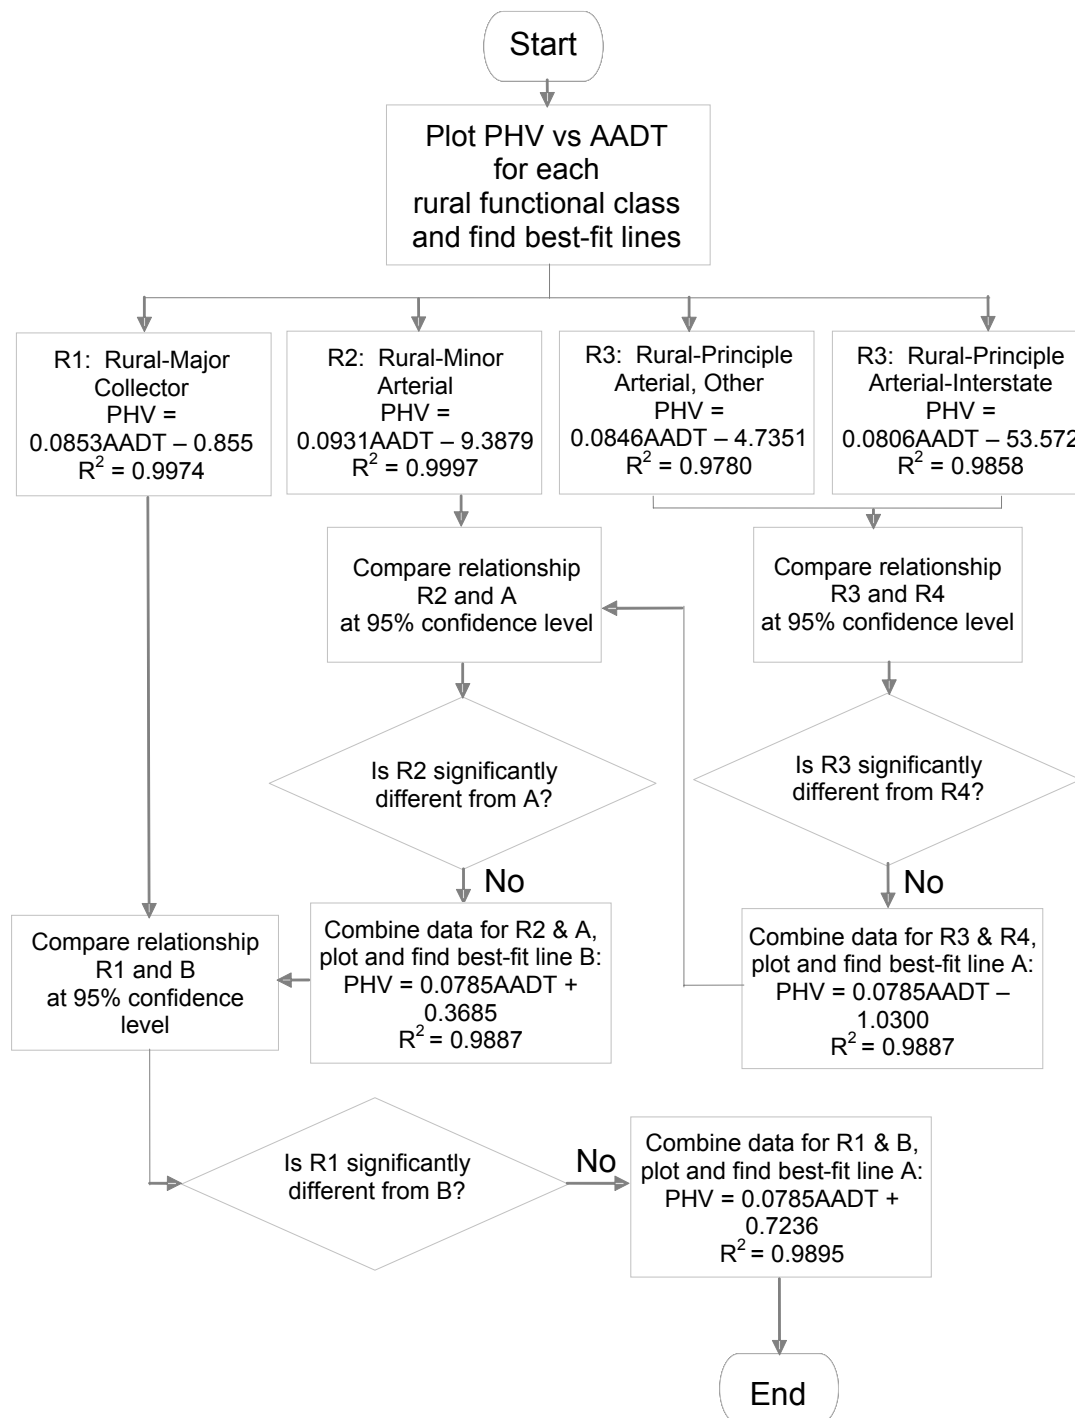 Start
Plot PHV vs AADT
for each
rural functional class
and find best-fit lines
R1: Rural-Major
Collector
PHV =
0.0853AADT – 0.855
R² = 0.9974
R2: Rural-Minor
Arterial
PHV =
0.0931AADT – 9.3879
R² = 0.9997
R3: Rural-Principle
Arterial, Other
PHV =
0.0846AADT – 4.7351
R² = 0.9780
R3: Rural-Principle
Arterial-Interstate
PHV =
0.0806AADT – 53.572
R² = 0.9858
Compare relationship
R2 and A
at 95% confidence level
Compare relationship
R3 and R4
at 95% confidence level
Is R2 significantly
different from A?
Is R3 significantly
different from R4?
No
No
Compare relationship
R1 and B
at 95% confidence
level
Combine data for R2 & A,
plot and find best-fit line B:
PHV = 0.0785AADT +
0.3685
R² = 0.9887
Combine data for R3 & R4,
plot and find best-fit line A:
PHV = 0.0785AADT –
1.0300
R² = 0.9887
Is R1 significantly
different from B?
No
Combine data for R1 & B,
plot and find best-fit line A:
PHV = 0.0785AADT +
0.7236
R² = 0.9895
End